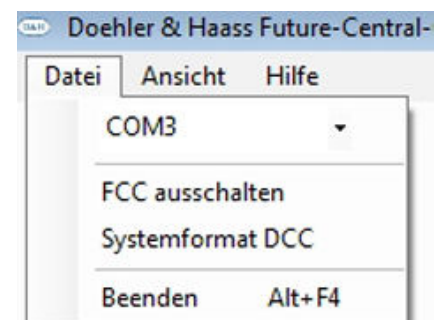 D&H Doehler & Haass Future-Central-
Datei Ansicht Hilfe
COM3
FCC ausschalten
Systemformat DCC
Beenden Alt+F4